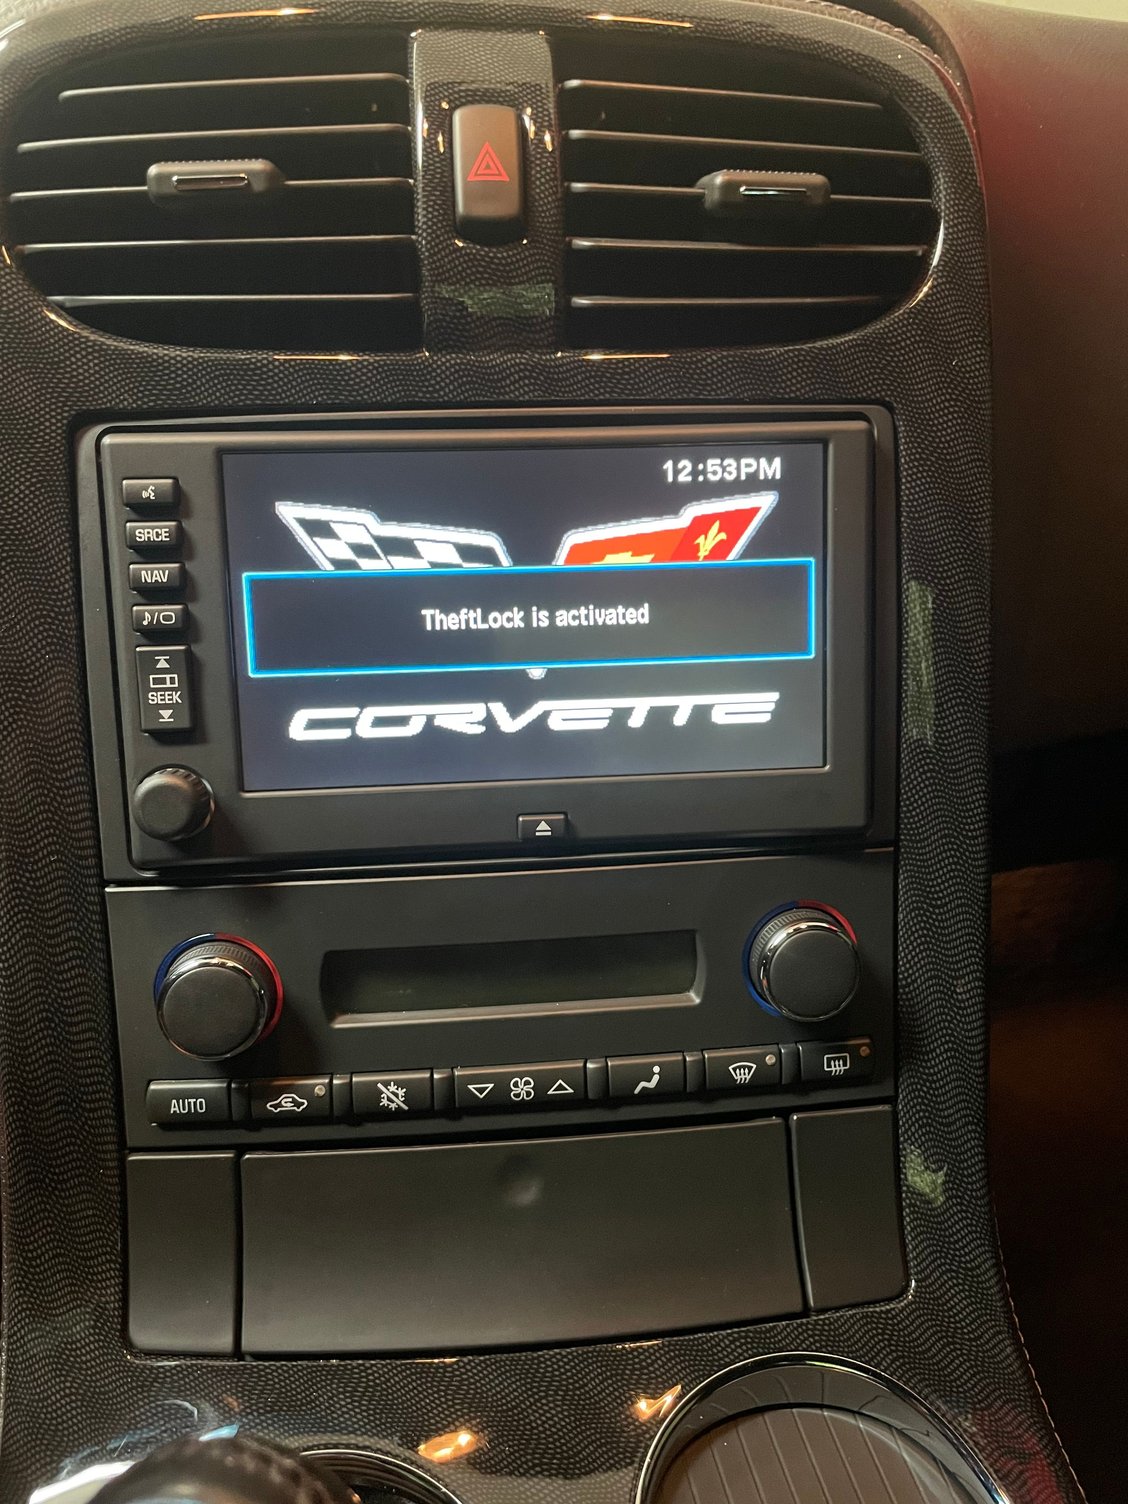 12:53PM
SRCE
NAV
TheftLock is activated
SEEK
CORVETTE
AUTO